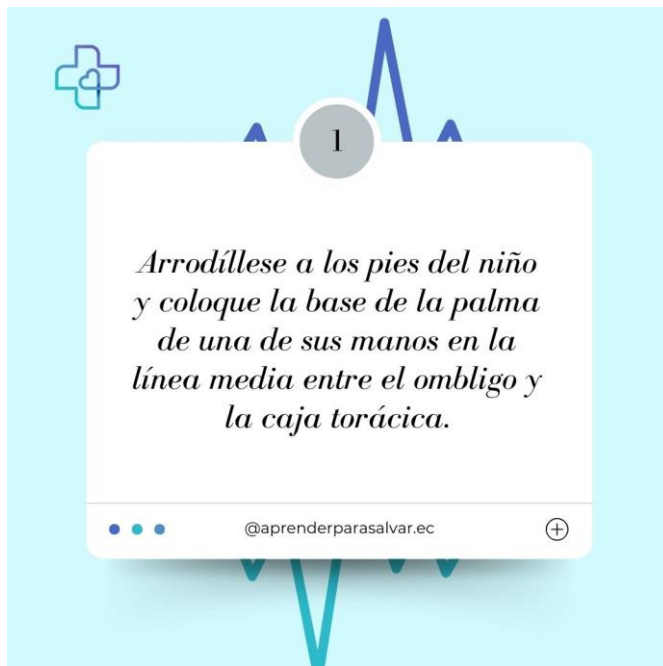 1
Arrodíllese a los pies del niño
y coloque la base de la palma
de una de sus manos en la
línea media entre el ombligo y
la caja torácica.
@aprenderparasalvar.ec